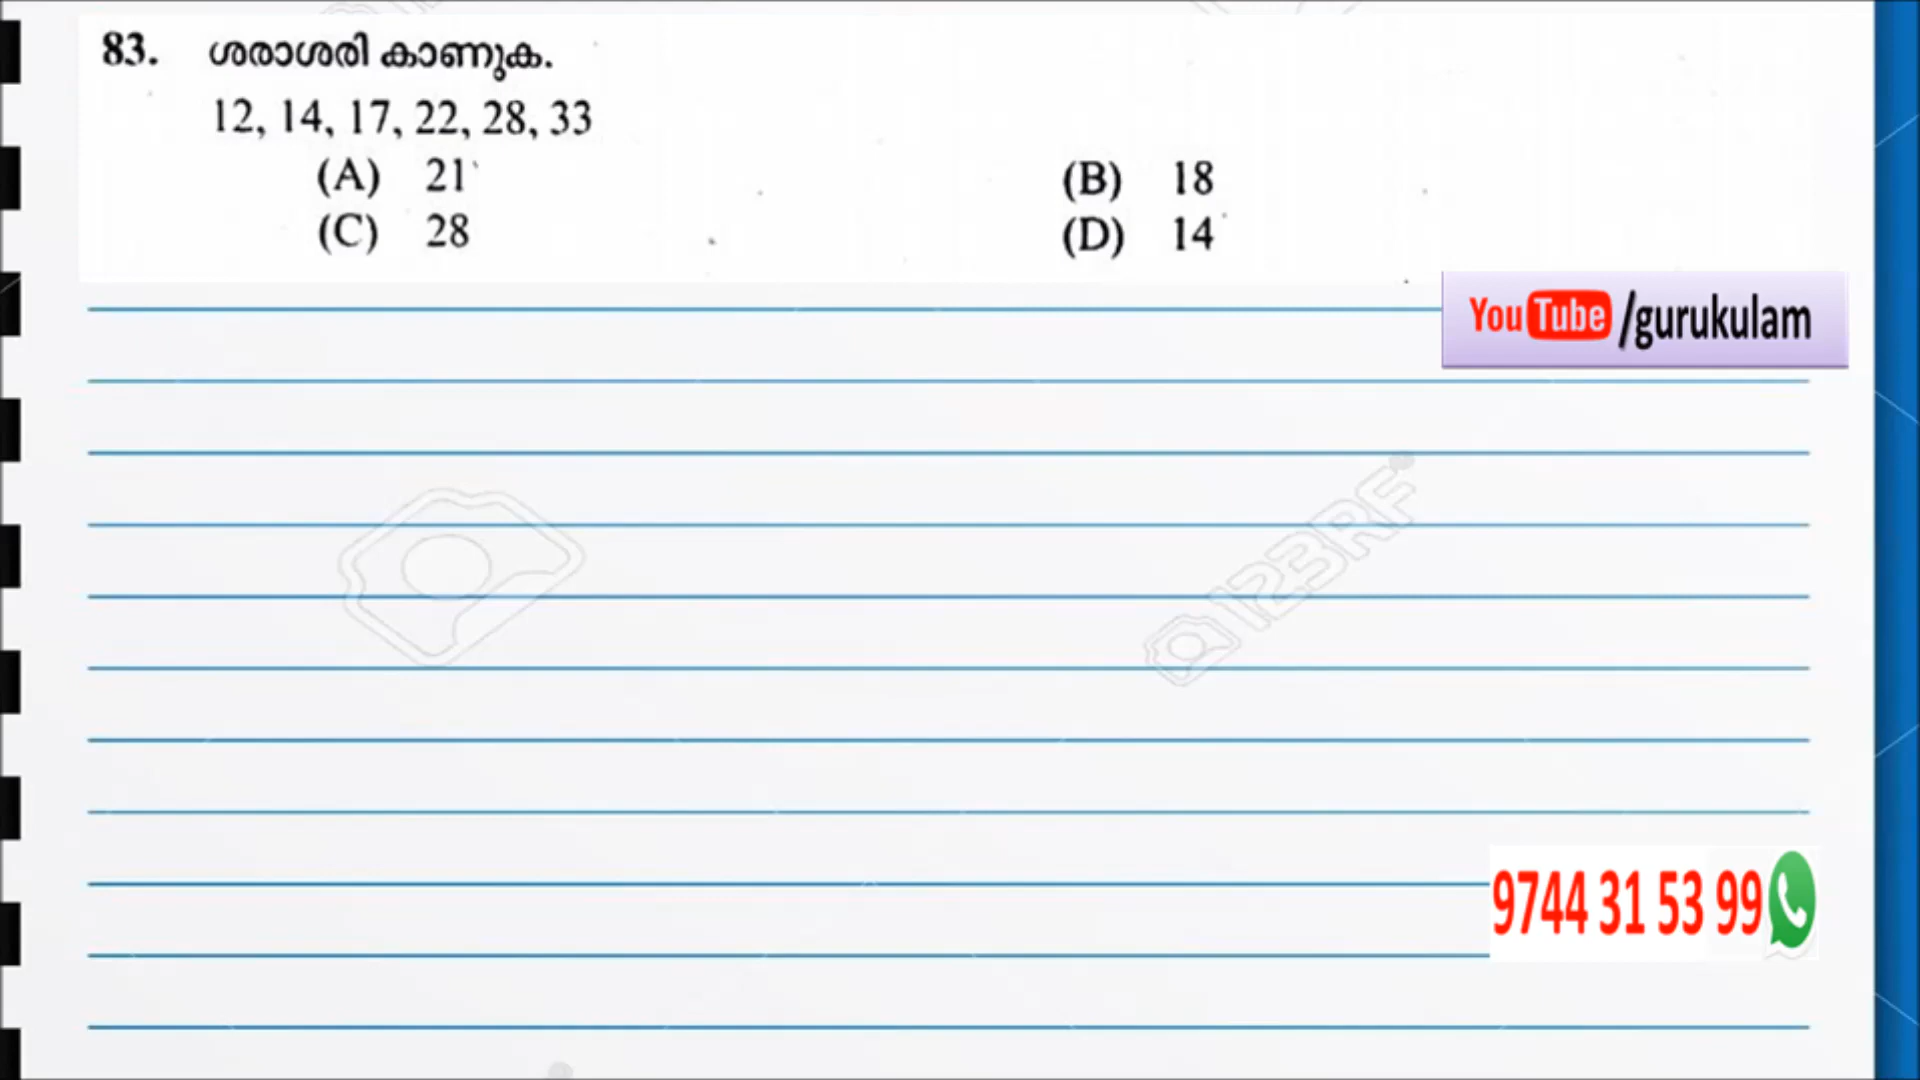 83. ശരാശരി കാണുക.
12, 14, 17, 22, 28, 33
(A) 21 (B) 18
(C) 28 (D) 14
YouTube /gurukulam
123RF
9744 31 53 99